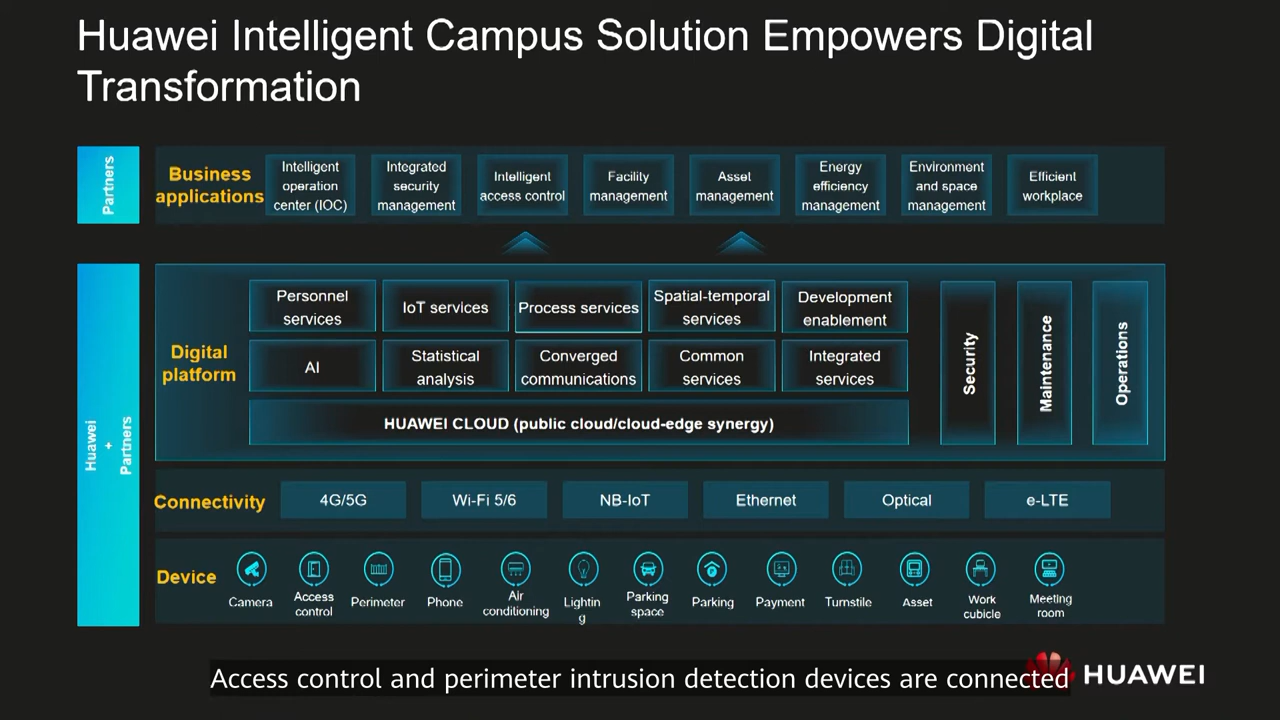 Huawei Intelligent Campus Solution Empowers Digital
Transformation
Partners
Business
applications
Intelligent
operation
center (IOC)
Integrated
security
management
Intelligent
access control
Facility
management
Asset
management
Energy
efficiency
management
Environment
and space
management
Efficient
workplace
Huawei
+
Partners
Digital
platform
Personnel
services
IoT services
Process services
Spatial-temporal
services
Development
enablement
AI
Statistical
analysis
Converged
communications
Common
services
Integrated
services
HUAWEI CLOUD (public cloud/cloud-edge synergy)
Security
Maintenance
Operations
Connectivity
4G/5G
Wi-Fi 5/6
NB-IoT
Ethernet
Optical
e-LTE
Device
Camera
Access
control
Perimeter
Phone
Air
conditioning
Lightin
g
Parking
space
Parking
Payment
Turnstile
Asset
Work
cubicle
Meeting
room
Access control and perimeter intrusion detection devices are connected
HUAWEI